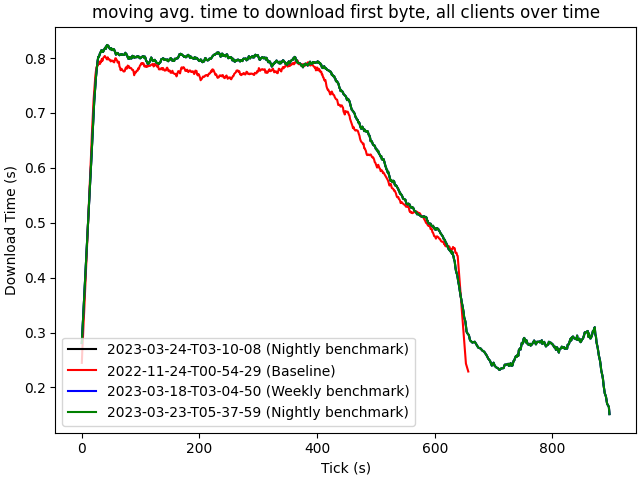 moving avg. time to download first byte, all clients over time
Download Time (s)
0.8
0.7
0.6
0.5
0.4
0.3
0.2
2023-03-24-T03-10-08 (Nightly benchmark)
2022-11-24-T00-54-29 (Baseline)
2023-03-18-T03-04-50 (Weekly benchmark)
2023-03-23-T05-37-59 (Nightly benchmark)
0 200 400 600 800
Tick (s)